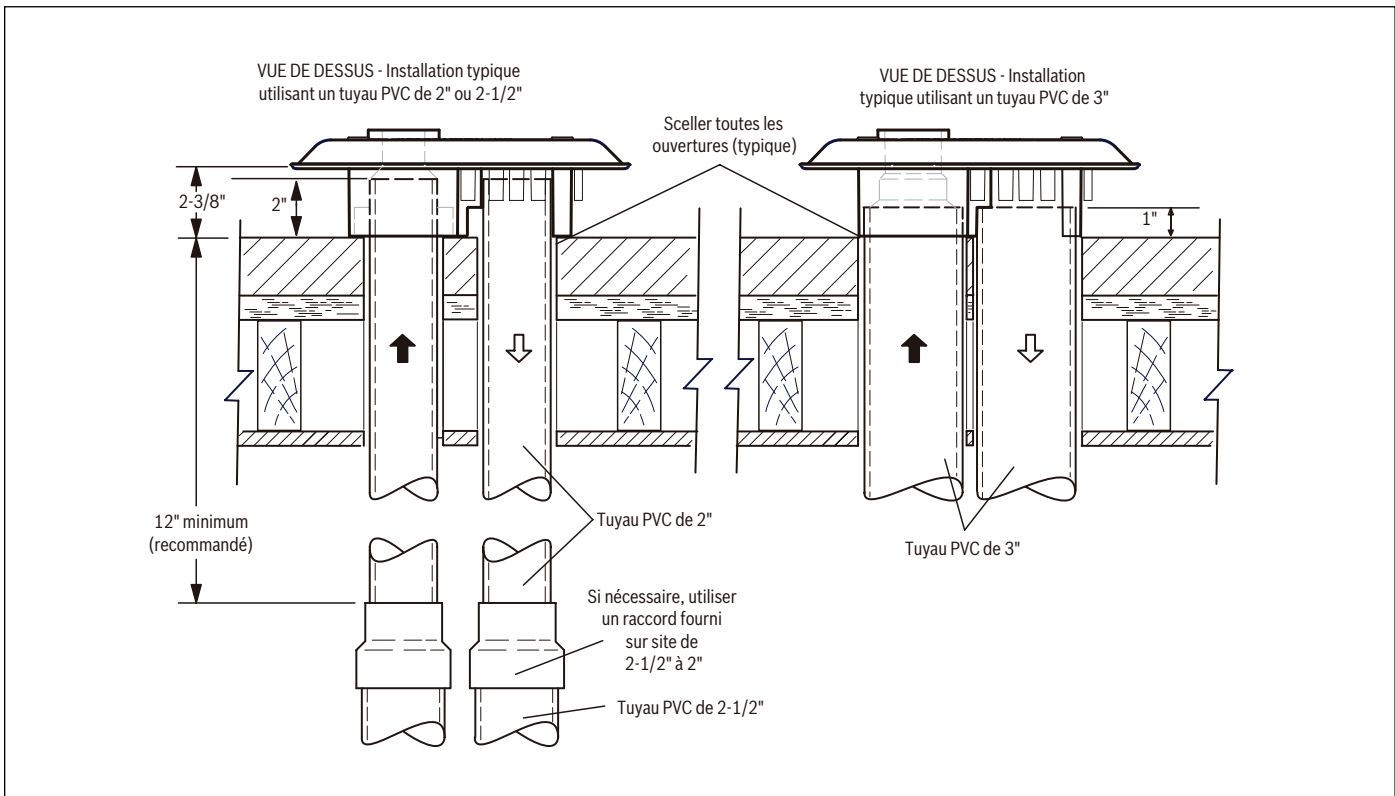 VUE DE DESSUS - Installation typique
utilisant un tuyau PVC de 2" ou 2-1/2"
VUE DE DESSUS - Installation
typique utilisant un tuyau PVC de 3"
Sceller toutes les
ouvertures (typique)
2-3/8"
2"
1"
12" minimum
(recommandé)
Tuyau PVC de 2"
Tuyau PVC de 3"
Si nécessaire, utiliser
un raccord fourni
sur site de
2-1/2" à 2"
Tuyau PVC de 2-1/2"